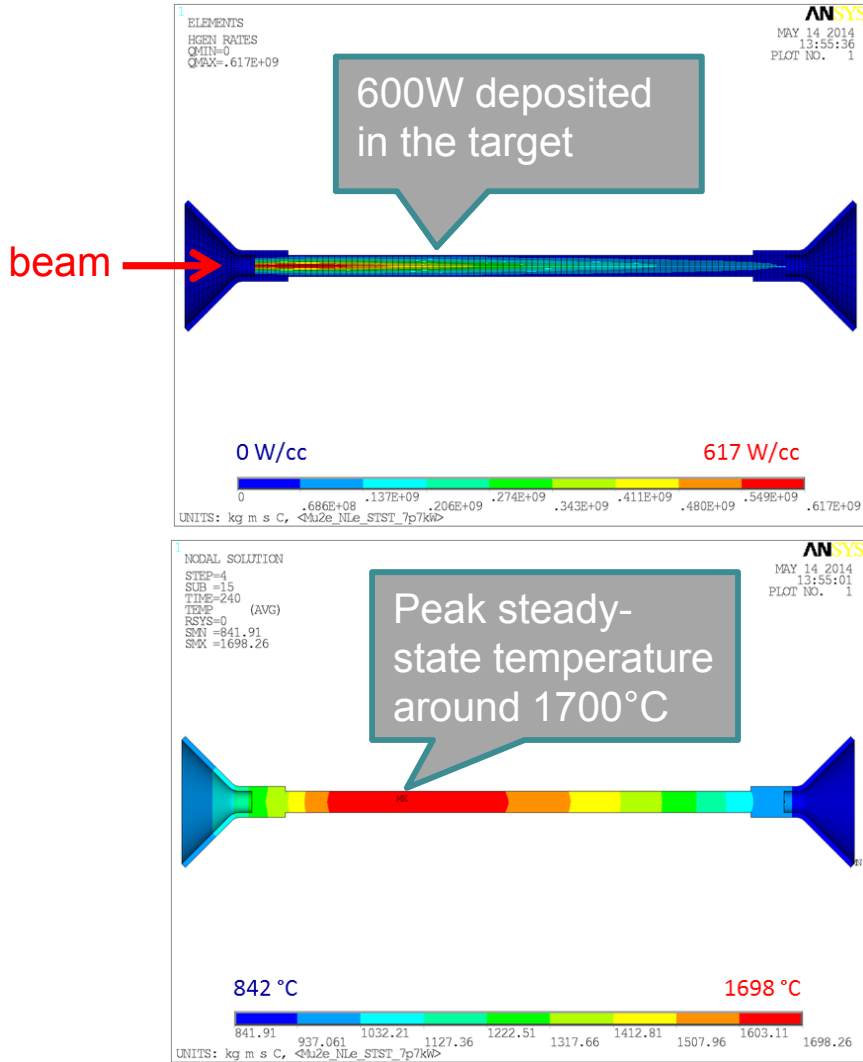 1
ELEMENTS
HGEN RATES
QMIN=0
QMAX=.617E+09
ANSYS
MAY 14 2014
13:55:36
PLOT NO. 1
600W deposited
in the target
beam
0 W/cc
617 W/cc
0
.686E+08
.137E+09
.206E+09
.274E+09
.343E+09
.411E+09
.480E+09
.549E+09
.617E+09
UNITS: kg m s C, <Mu2e_NLe_STST_7p7kW>
1
NODAL SOLUTION
STEP=4
SUB =15
TIME=240
TEMP (AVG)
RSYS=0
SMN =841.91
SMX =1698.26
ANSYS
MAY 14 2014
13:55:01
PLOT NO. 1
Peak steady-
state temperature
around 1700°C
MX
MN
842 °C
1698 °C
841.91
937.061
1032.21
1127.36
1222.51
1317.66
1412.81
1507.96
1603.11
1698.26
UNITS: kg m s C, <Mu2e_NLe_STST_7p7kW>